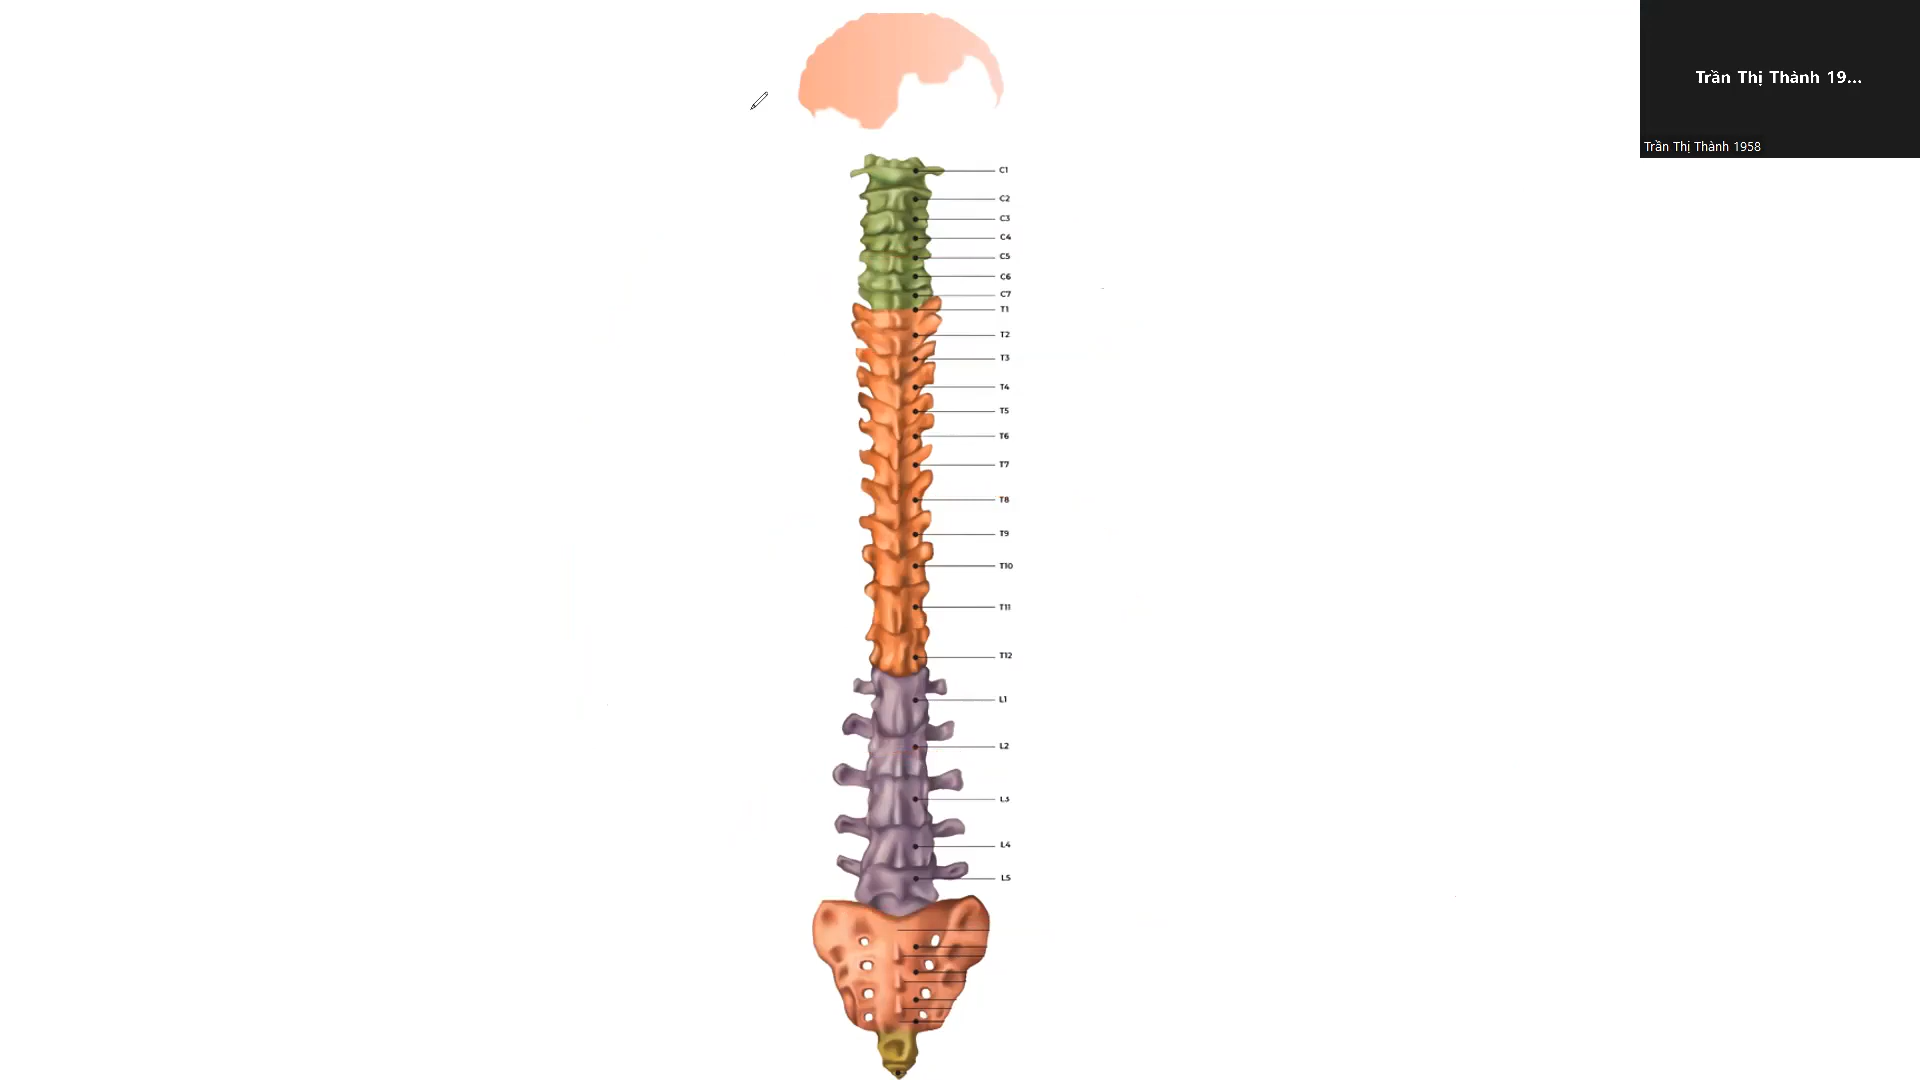 Trần Thị Thành 19...
Trần Thị Thành 1958
C1
C2
C3
C4
C5
C6
C7
T1
T2
T3
T4
T5
T6
T7
T8
T9
T10
T11
T12
L1
L2
L3
L4
L5